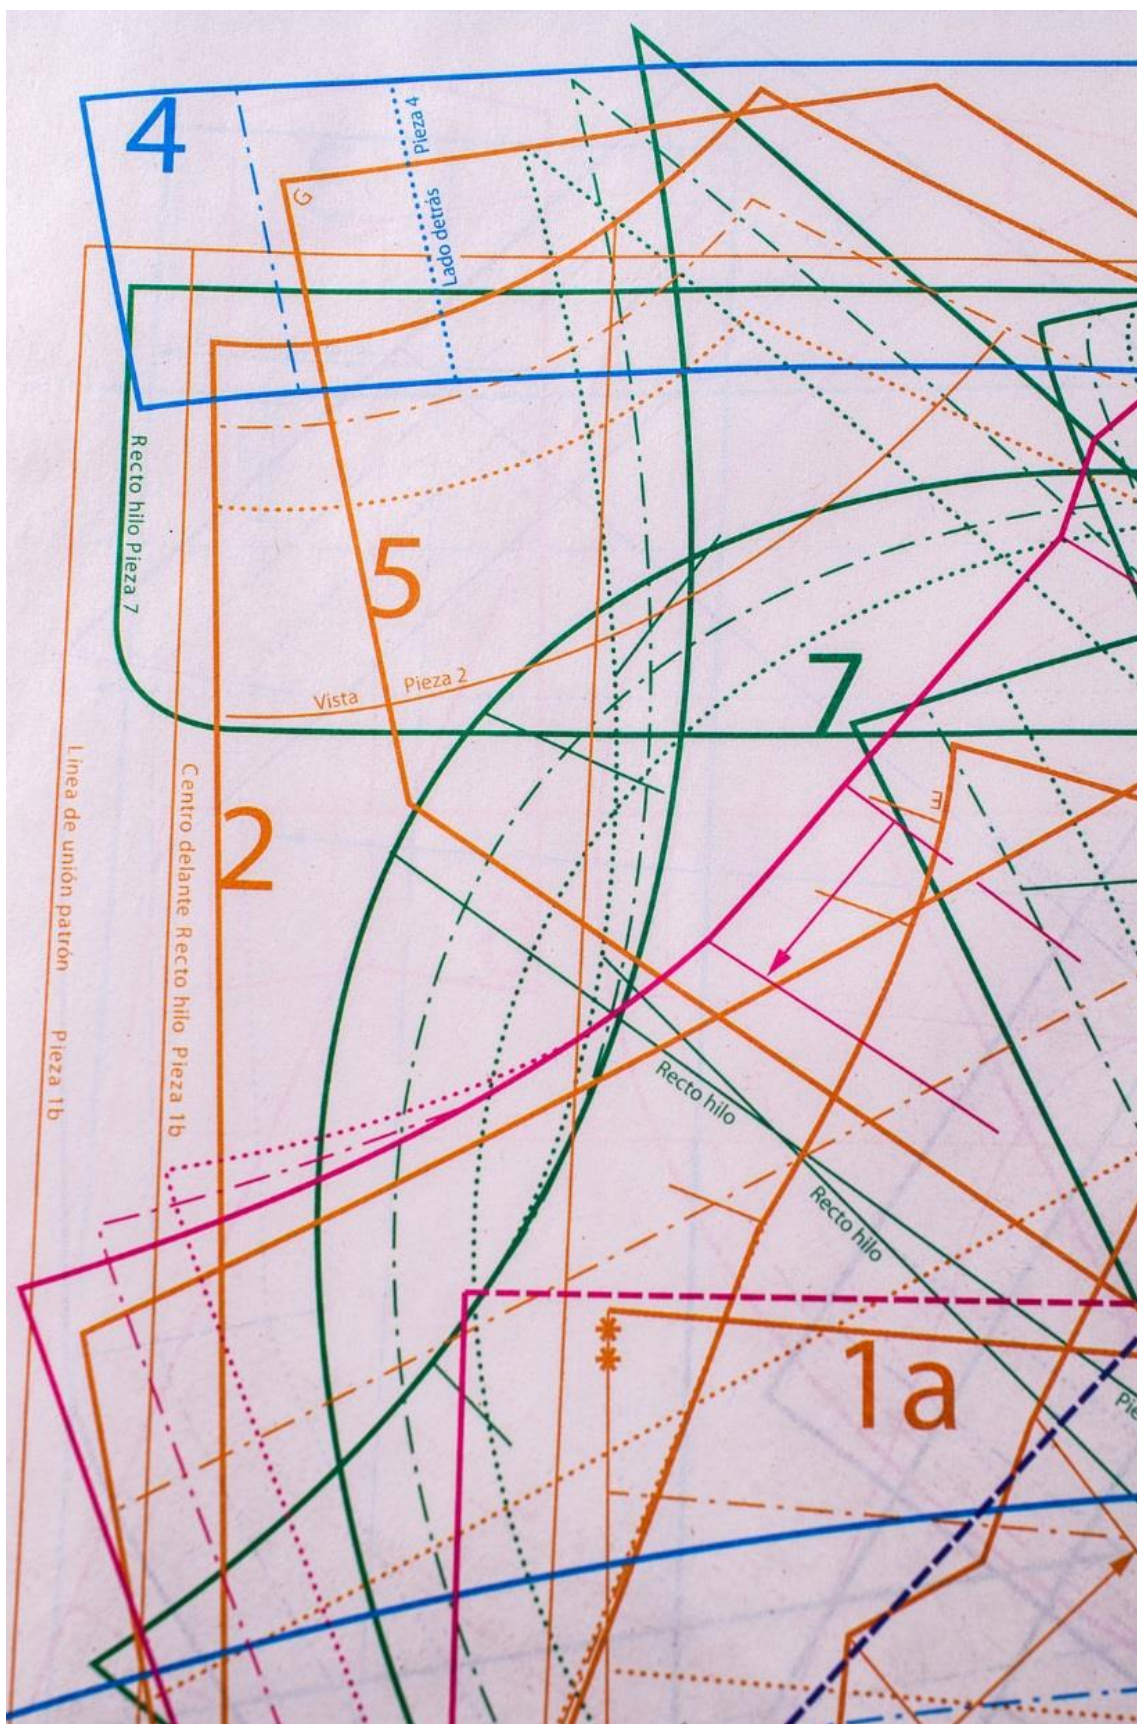 4
Pieza 4
Lado detrás
G
Recto hilo Pieza 7
5
Vista
Pieza 2
7
2
E
Línea de unión patrón Pieza 1b
Centro delante Recto hilo Pieza 1b
Recto hilo
Recto hilo
1a